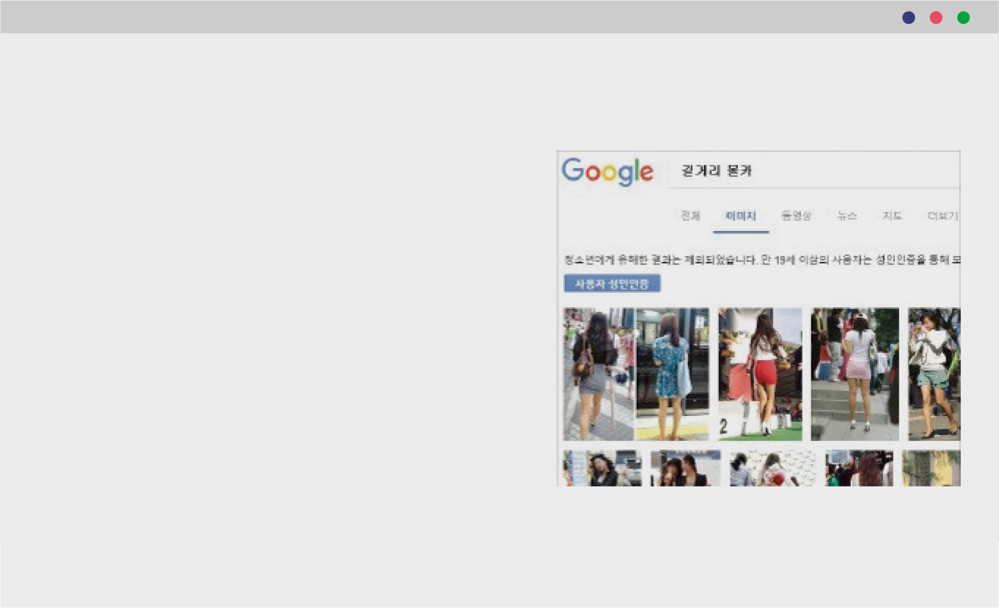 Google 길거리 몰카
전체 이미지 동영상 뉴스 지도 더보기
청소년에게 유해한 결과는 제외되었습니다. 만 19세 이상의 사용자는 성인인증을 통해 모
사용자 성인인증
2